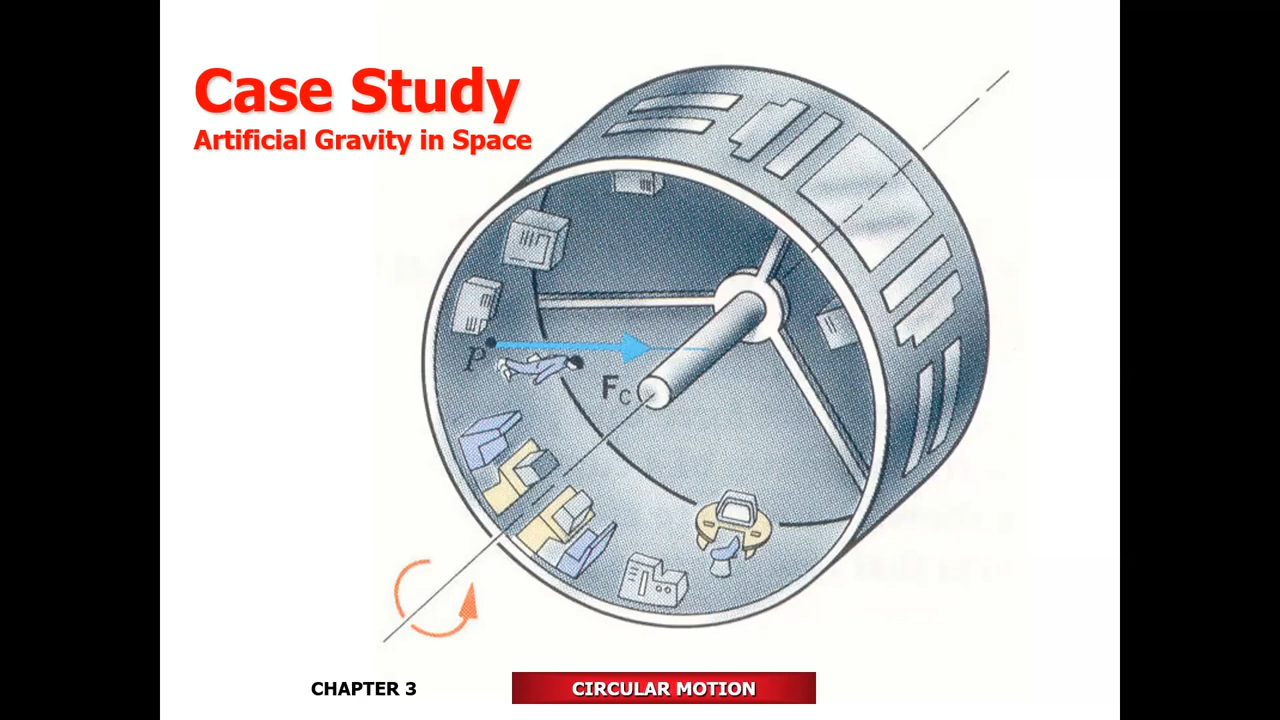 Case Study
Artificial Gravity in Space
P
FC
CHAPTER 3
CIRCULAR MOTION